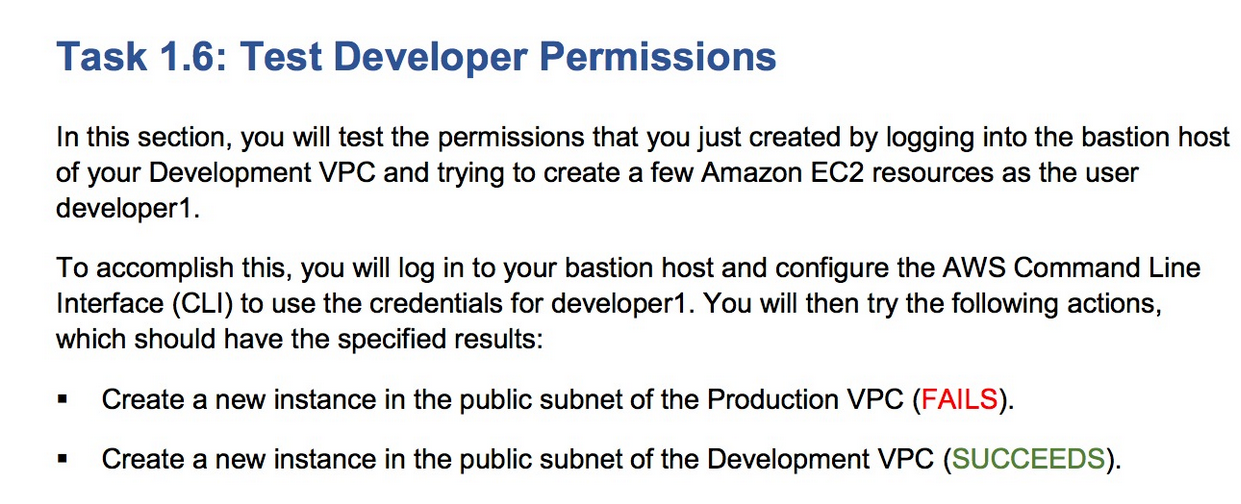 Task 1.6: Test Developer Permissions
In this section, you will test the permissions that you just created by logging into the bastion host
of your Development VPC and trying to create a few Amazon EC2 resources as the user
developer1.
To accomplish this, you will log in to your bastion host and configure the AWS Command Line
Interface (CLI) to use the credentials for developer1. You will then try the following actions,
which should have the specified results:
▪ Create a new instance in the public subnet of the Production VPC (FAILS).
▪ Create a new instance in the public subnet of the Development VPC (SUCCEEDS).